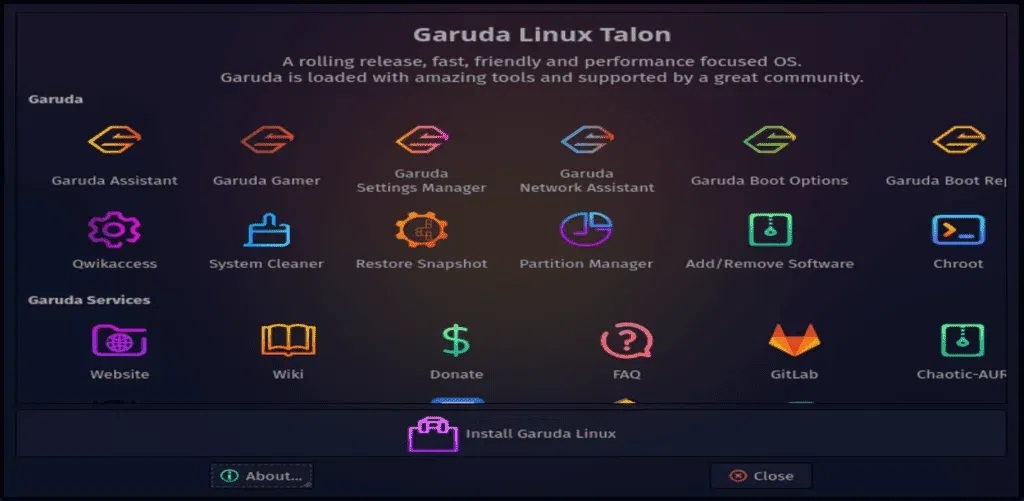 Garuda Linux Talon
A rolling release, fast, friendly and performance focused OS.
Garuda is loaded with amazing tools and supported by a great community.
Garuda
Garuda Assistant
Garuda Gamer
Garuda
Settings Manager
Garuda
Network Assistant
Garuda Boot Options
Garuda Boot Rep
Qwikaccess
System Cleaner
Restore Snapshot
Partition Manager
Add/Remove Software
Chroot
Garuda Services
Website
Wiki
Donate
FAQ
GitLab
Chaotic-AUR
Install Garuda Linux
About...
Close